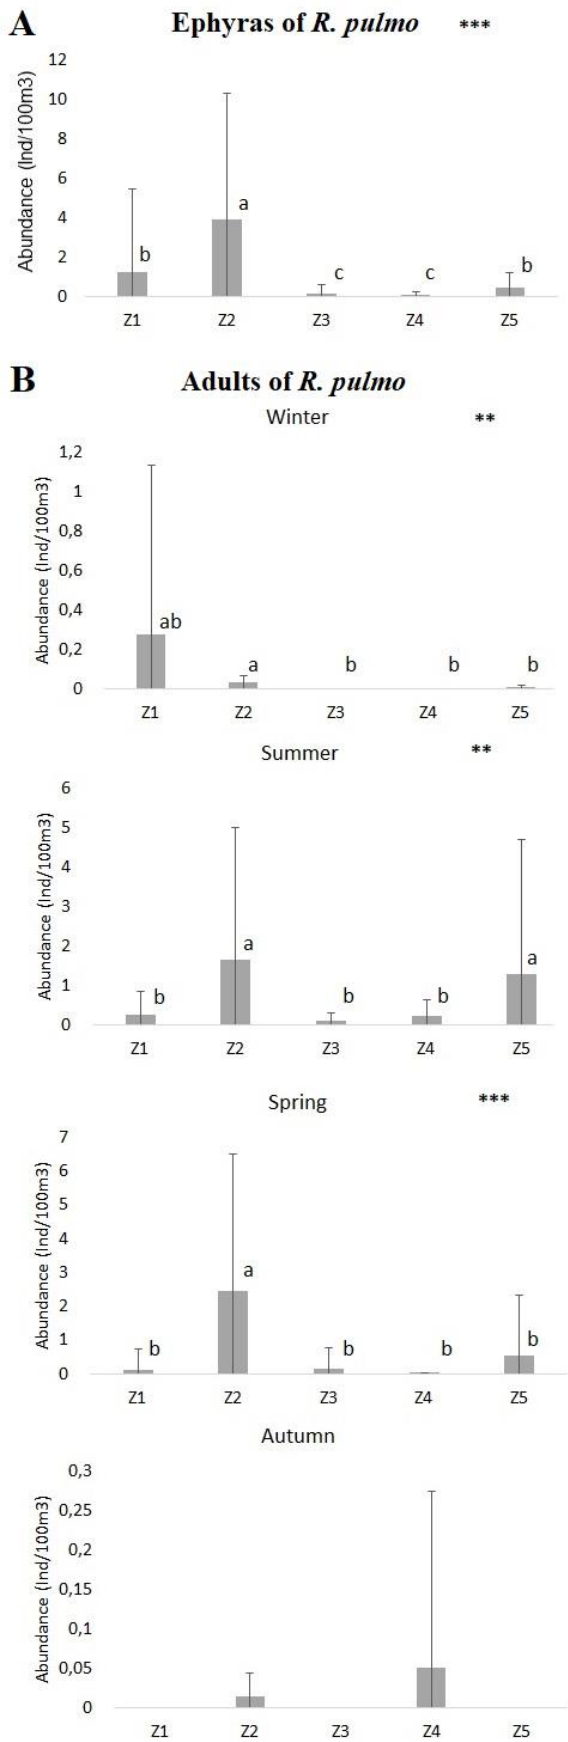 A Ephyras of R. pulmo ***
Abundance (Ind/100m3)
12
10
8
6
4
2
0
b a c c b
Z1 Z2 Z3 Z4 Z5
B Adults of R. pulmo
Winter **
Abundance (Ind/100m3)
1,2
1
0,8
0,6
0,4
0,2
0
ab a b b b
Z1 Z2 Z3 Z4 Z5
Summer **
Abundance (Ind/100m3)
6
5
4
3
2
1
0
b a b b a
Z1 Z2 Z3 Z4 Z5
Spring ***
Abundance (Ind/100m3)
7
6
5
4
3
2
1
0
b a b b b
Z1 Z2 Z3 Z4 Z5
Autumn
Abundance (Ind/100m3)
0,3
0,25
0,2
0,15
0,1
0,05
0
Z1 Z2 Z3 Z4 Z5